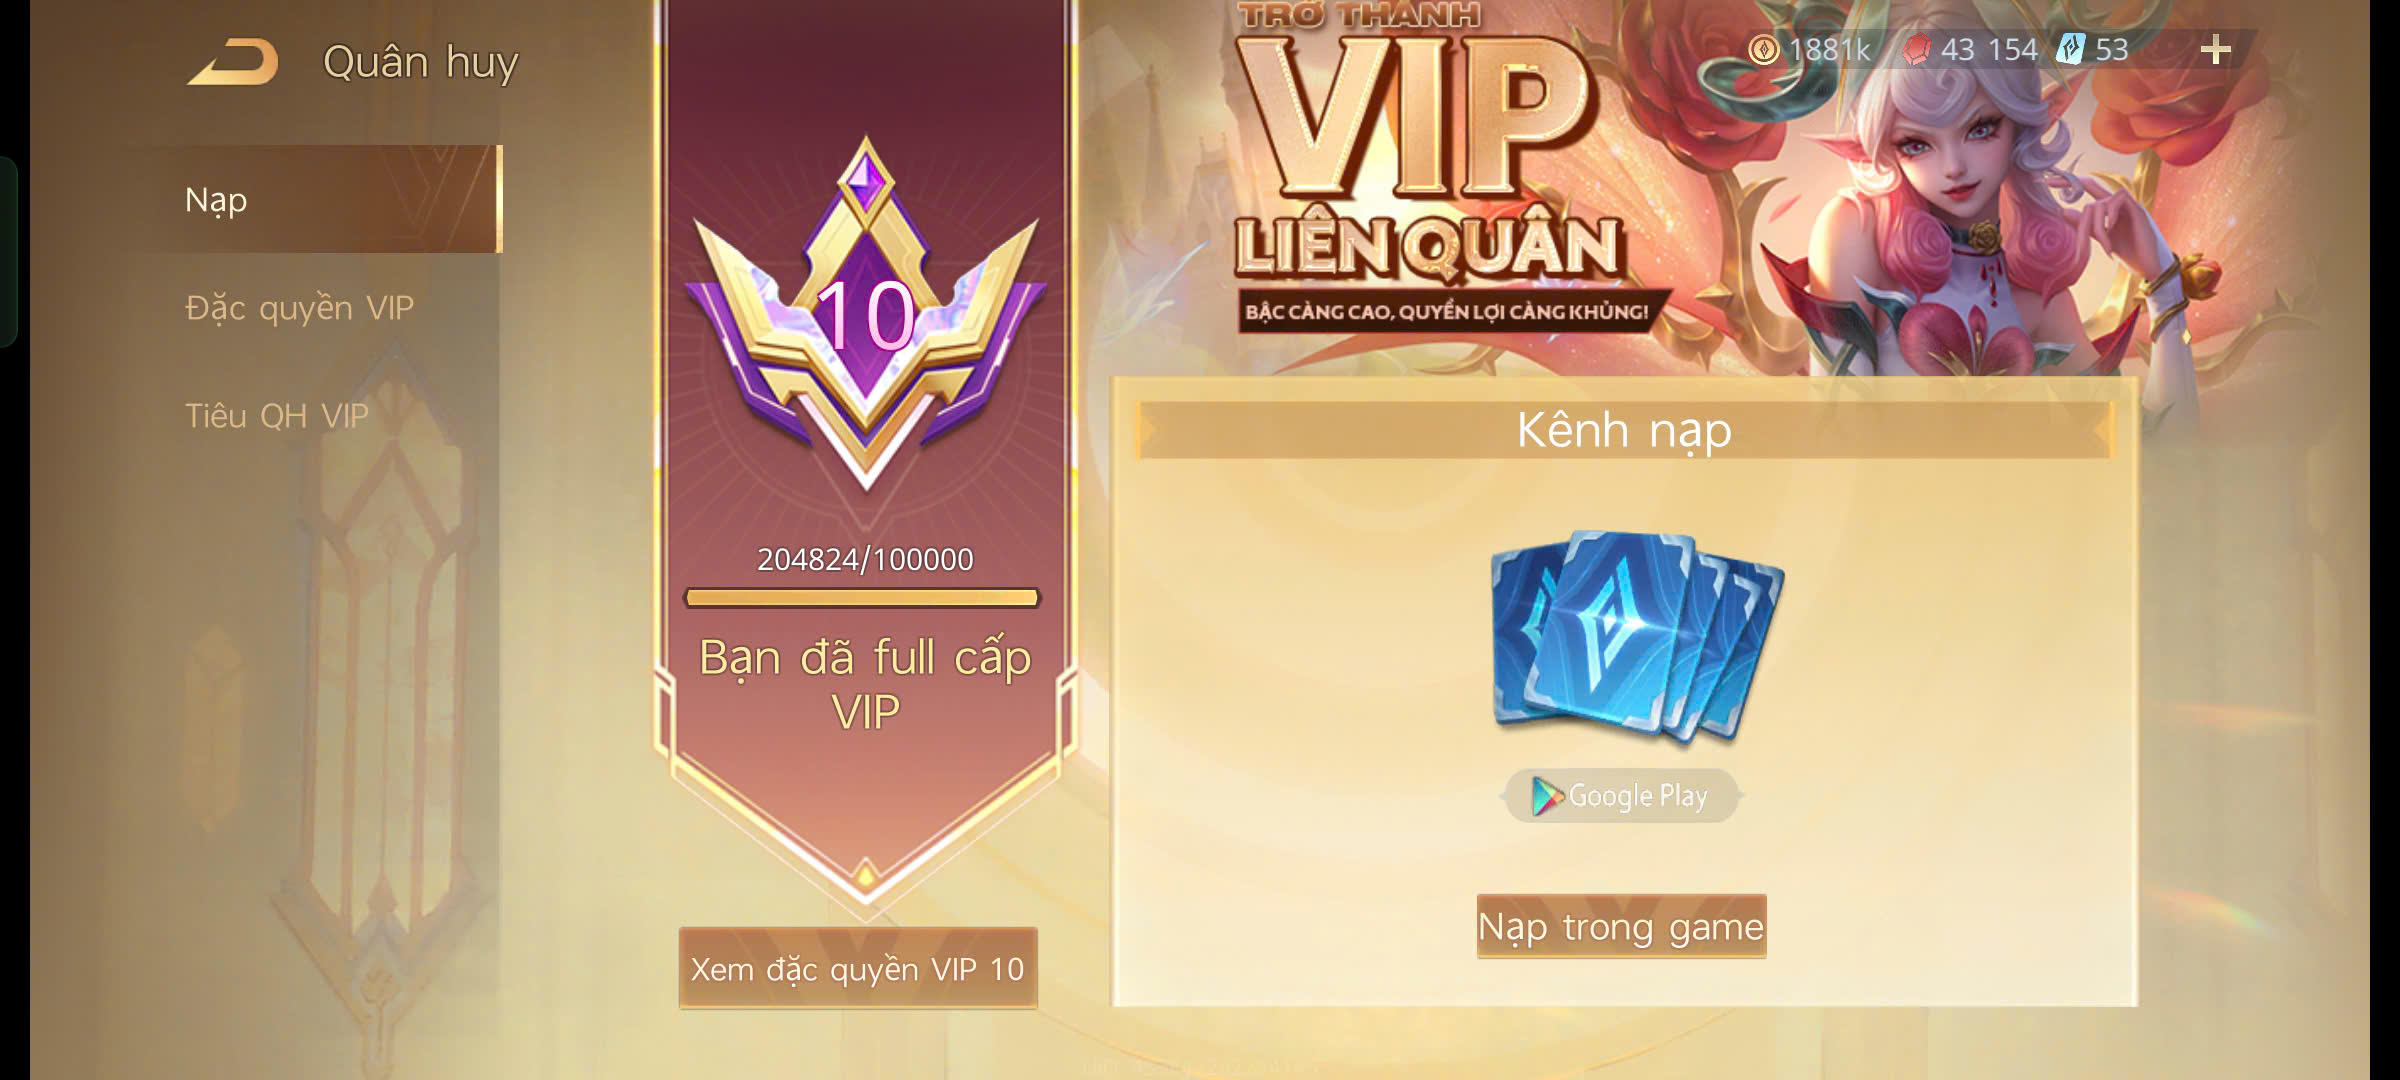 Quân huy
Nạp
Đặc quyền VIP
Tiêu QH VIP
10
204824/100000
Bạn đã full cấp
VIP
Xem đặc quyền VIP 10
TRỞ THÀNH
VIP
LIÊN QUÂN
BẬC CÀNG CAO, QUYỀN LỢI CÀNG KHỦNG!
1881k 43 154 53
Kênh nạp
Google Play
Nạp trong game